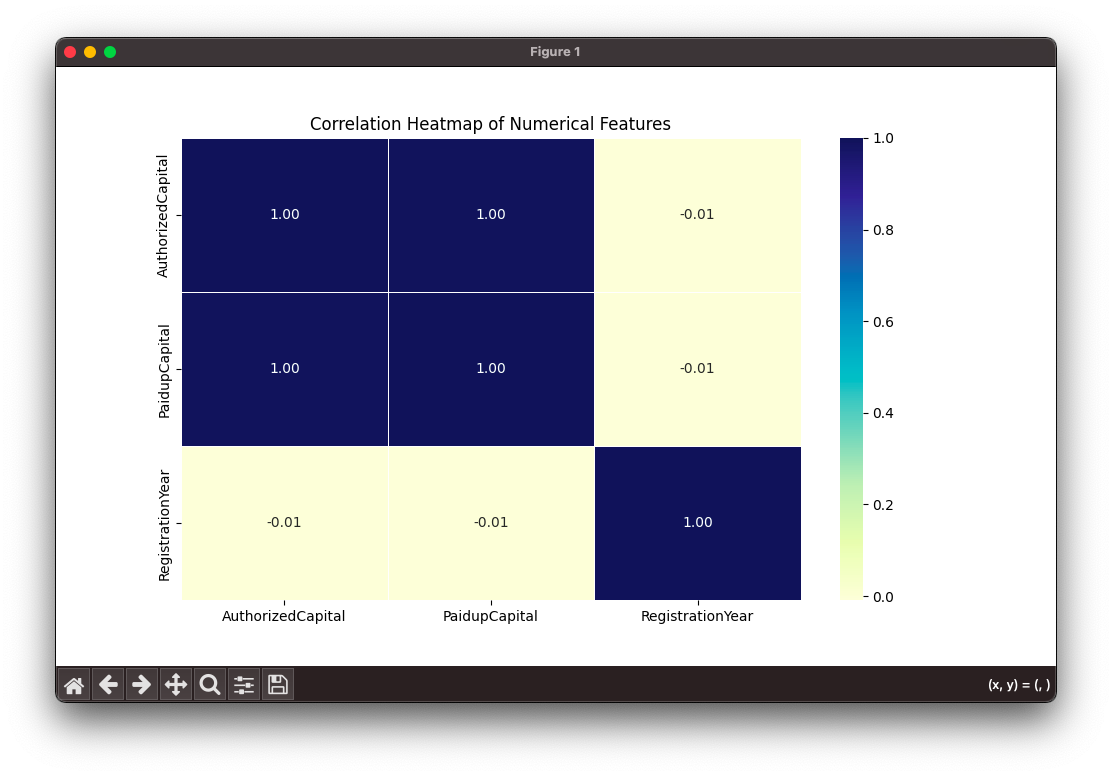 Figure 1
Correlation Heatmap of Numerical Features
AuthorizedCapital
1.00
1.00
-0.01
PaidupCapital
1.00
1.00
-0.01
RegistrationYear
-0.01
-0.01
1.00
AuthorizedCapital
PaidupCapital
RegistrationYear
1.0
0.8
0.6
0.4
0.2
0.0
(x, y) = (, )